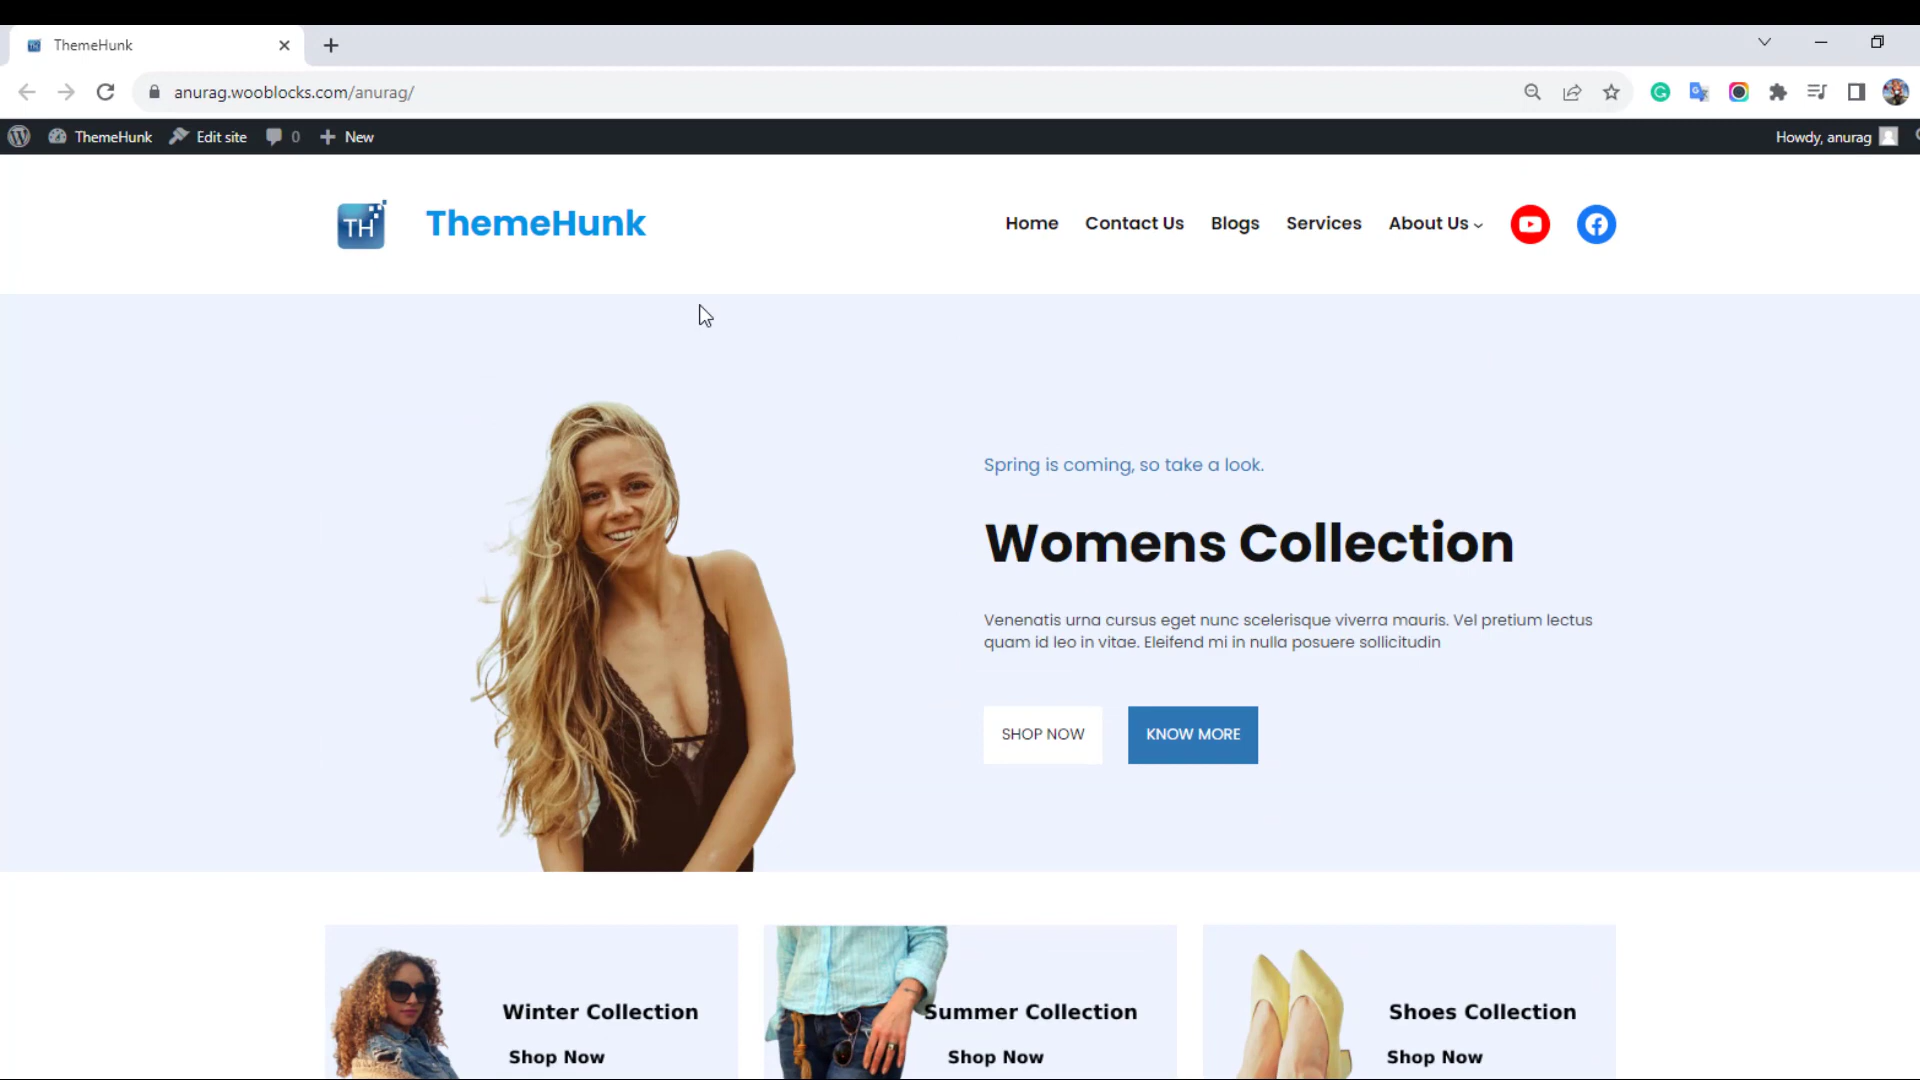 ThemeHunk
anurag.wooblocks.com/anurag/
ThemeHunk Edit site 0 New Howdy, anurag
TH ThemeHunk Home Contact Us Blogs Services About Us
Spring is coming, so take a look.
Womens Collection
Venenatis urna cursus eget nunc scelerisque viverra mauris. Vel pretium lectus
quam id leo in vitae. Eleifend mi in nulla posuere sollicitudin
SHOP NOW KNOW MORE
Winter Collection
Shop Now
Summer Collection
Shop Now
Shoes Collection
Shop Now